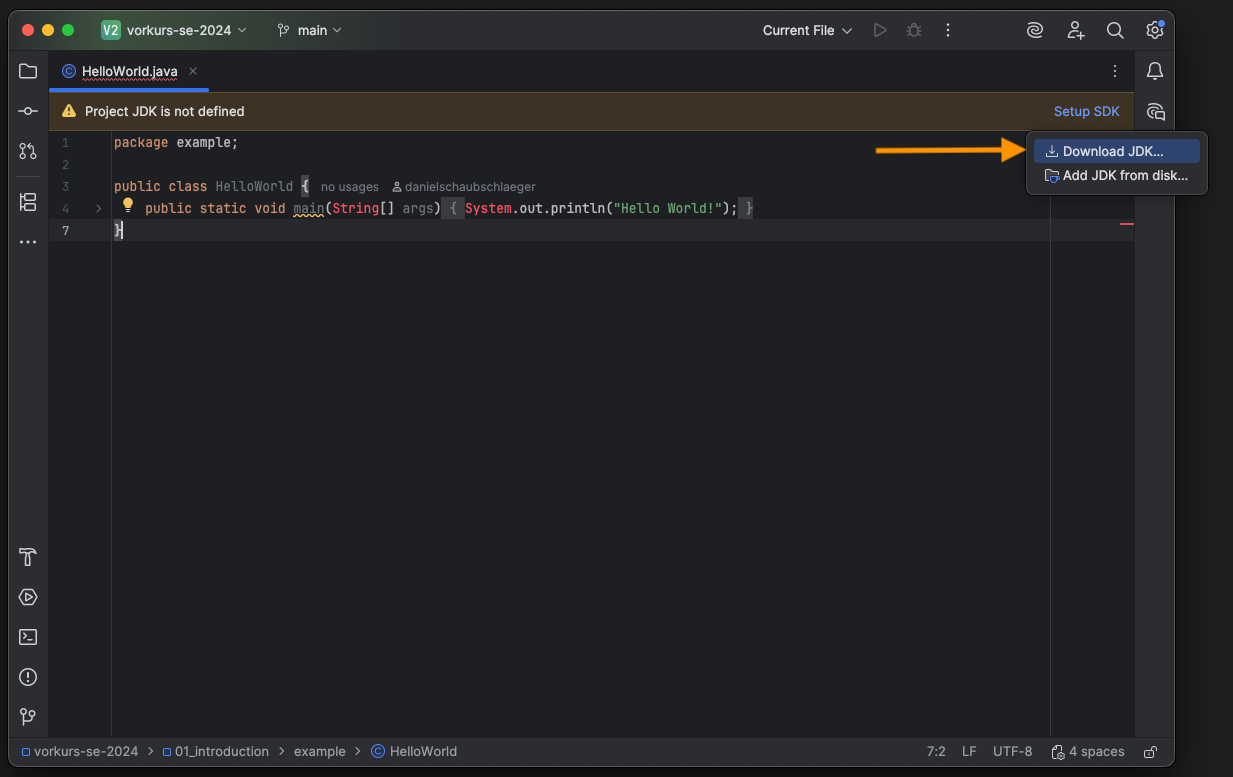 V2 vorkurs-se-2024 main Current File
HelloWorld.java
Project JDK is not defined Setup SDK
Download JDK...
Add JDK from disk...
1 package example;
2
3 public class HelloWorld { no usages danielschaubschlaeger
4 public static void main(String[] args) { System.out.println("Hello World!"); }
7 }
vorkurs-se-2024 > 01_introduction > example > HelloWorld 7:2 LF UTF-8 4 spaces